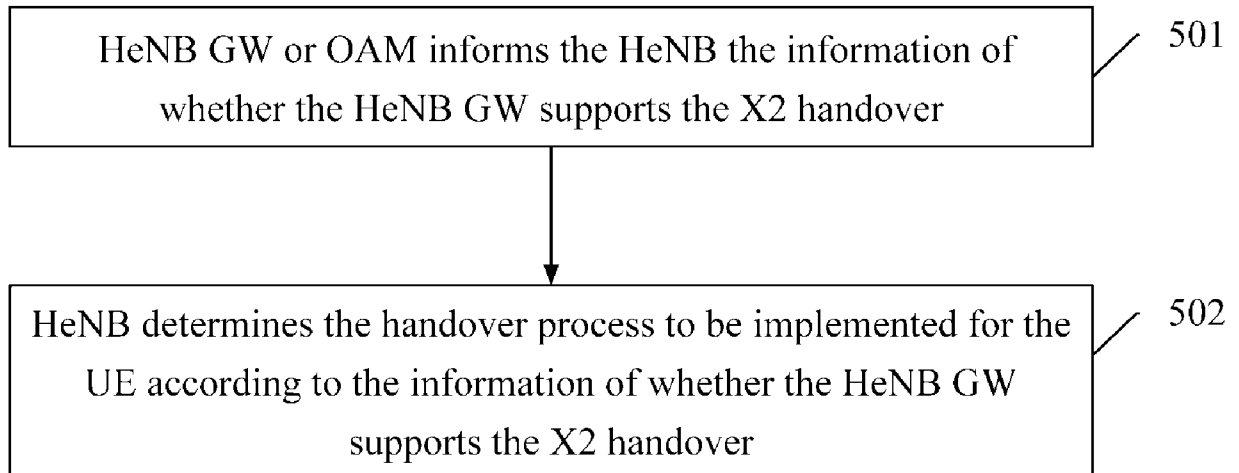 HeNB GW or OAM informs the HeNB the information of
whether the HeNB GW supports the X2 handover
501
HeNB determines the handover process to be implemented for the
UE according to the information of whether the HeNB GW
supports the X2 handover
502